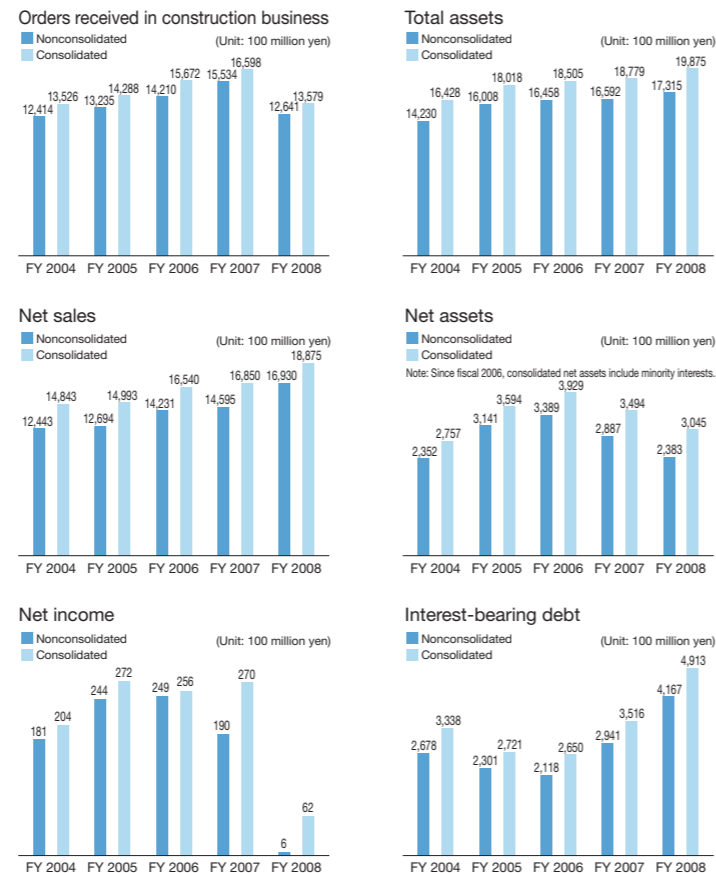 Orders received in construction business
Nonconsolidated
(Unit: 100 million yen)
Consolidated
12,414 13,526 13,235 14,288 14,210 15,672 15,534 16,598 12,641 13,579
FY 2004 FY 2005 FY 2006 FY 2007 FY 2008
Total assets
Nonconsolidated
(Unit: 100 million yen)
Consolidated
14,230 16,428 16,008 18,018 16,458 18,505 16,592 18,779 17,315 19,875
FY 2004 FY 2005 FY 2006 FY 2007 FY 2008
Net sales
Nonconsolidated
(Unit: 100 million yen)
Consolidated
12,443 14,843 12,694 14,993 14,231 16,540 14,595 16,850 16,930 18,875
FY 2004 FY 2005 FY 2006 FY 2007 FY 2008
Net assets
Nonconsolidated
(Unit: 100 million yen)
Consolidated
Note: Since fiscal 2006, consolidated net assets include minority interests.
2,352 2,757 3,141 3,594 3,389 3,929 2,887 3,494 2,383 3,045
FY 2004 FY 2005 FY 2006 FY 2007 FY 2008
Net income
Nonconsolidated
(Unit: 100 million yen)
Consolidated
181 204 244 272 249 256 190 270 6 62
FY 2004 FY 2005 FY 2006 FY 2007 FY 2008
Interest-bearing debt
Nonconsolidated
(Unit: 100 million yen)
Consolidated
2,678 3,338 2,301 2,721 2,118 2,650 2,941 3,516 4,167 4,913
FY 2004 FY 2005 FY 2006 FY 2007 FY 2008